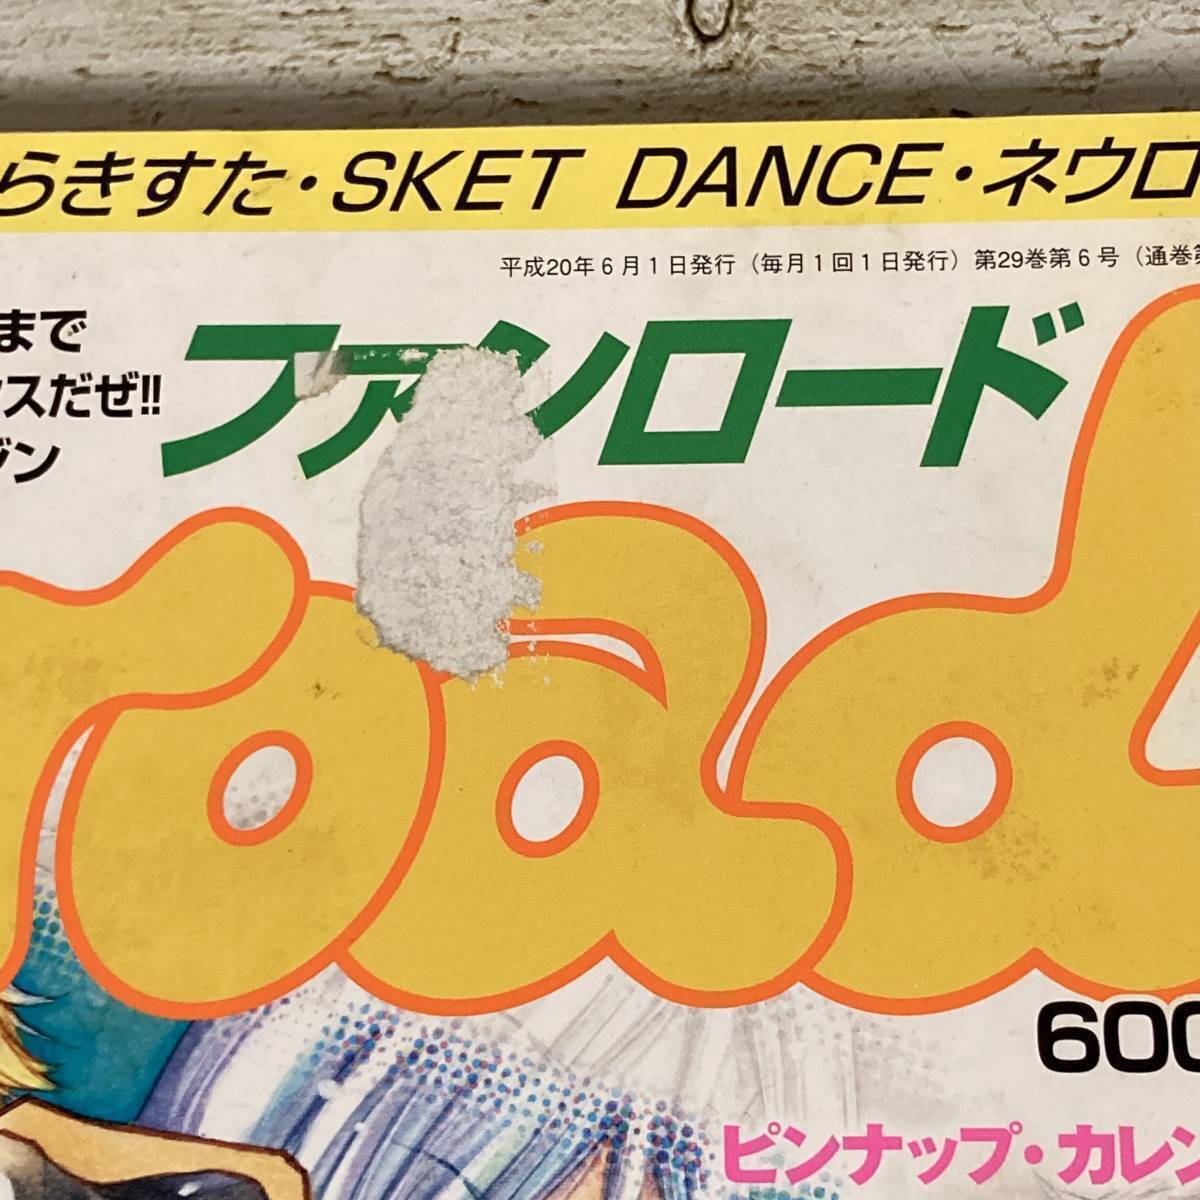 らきすた・SKET DANCE・ネウロ
平成20年6月1日発行（毎月1回1日発行）第29巻第6号（通巻第
まで
スだぜ!!
ジン
ファンロード
road
600
ピンナップ・カレン